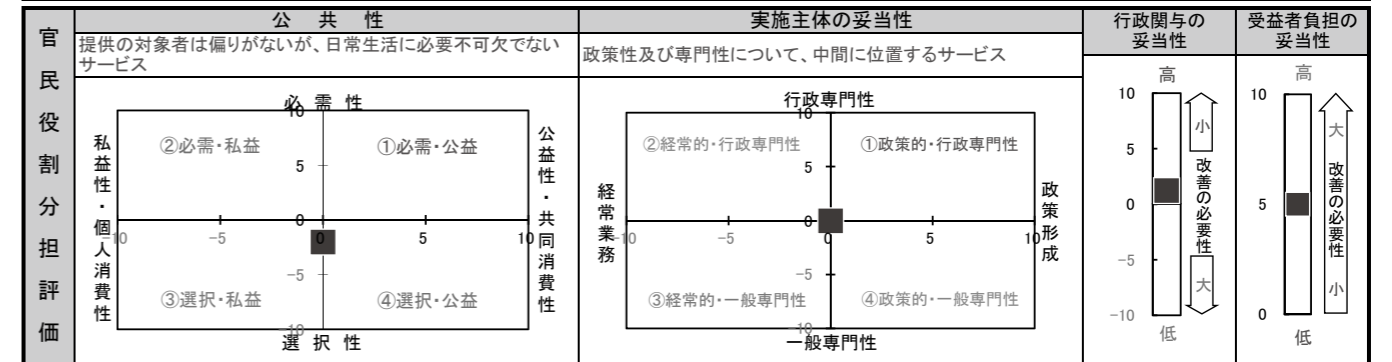 官民役割分担評価
公 共 性
提供の対象者は偏りがないが、日常生活に必要不可欠でない
サービス
必 需 性
10
②必需・私益
①必需・公益
5
私益性・個人消費性
公益性・共同消費性
0
-10
-5
0
5
10
-5
③選択・私益
④選択・公益
-10
選 択 性
実施主体の妥当性
政策性及び専門性について、中間に位置するサービス
行政専門性
10
②経常的・行政専門性
①政策的・行政専門性
5
経常業務
政策形成
0
-10
-5
0
5
10
-5
③経常的・一般専門性
④政策的・一般専門性
-10
一般専門性
行政関与の
妥当性
高
10
5
0
-5
-10
低
小
改善の必要性
大
受益者負担の
妥当性
高
10
5
0
低
大
改善の必要性
小